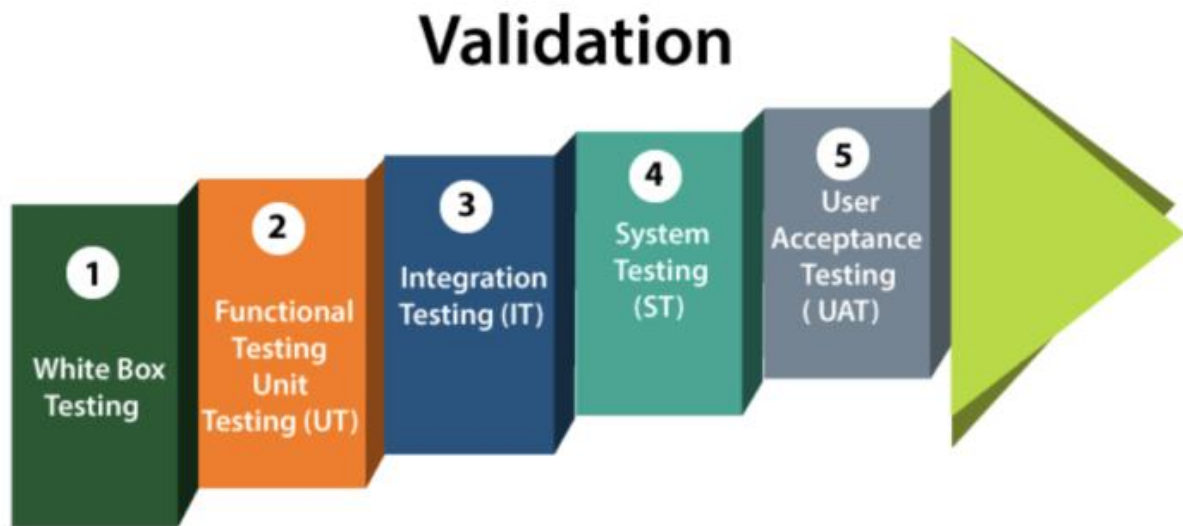 Validation
1
White Box
Testing
2
Functional
Testing
Unit
Testing (UT)
3
Integration
Testing (IT)
4
System
Testing
(ST)
5
User
Acceptance
Testing
( UAT)